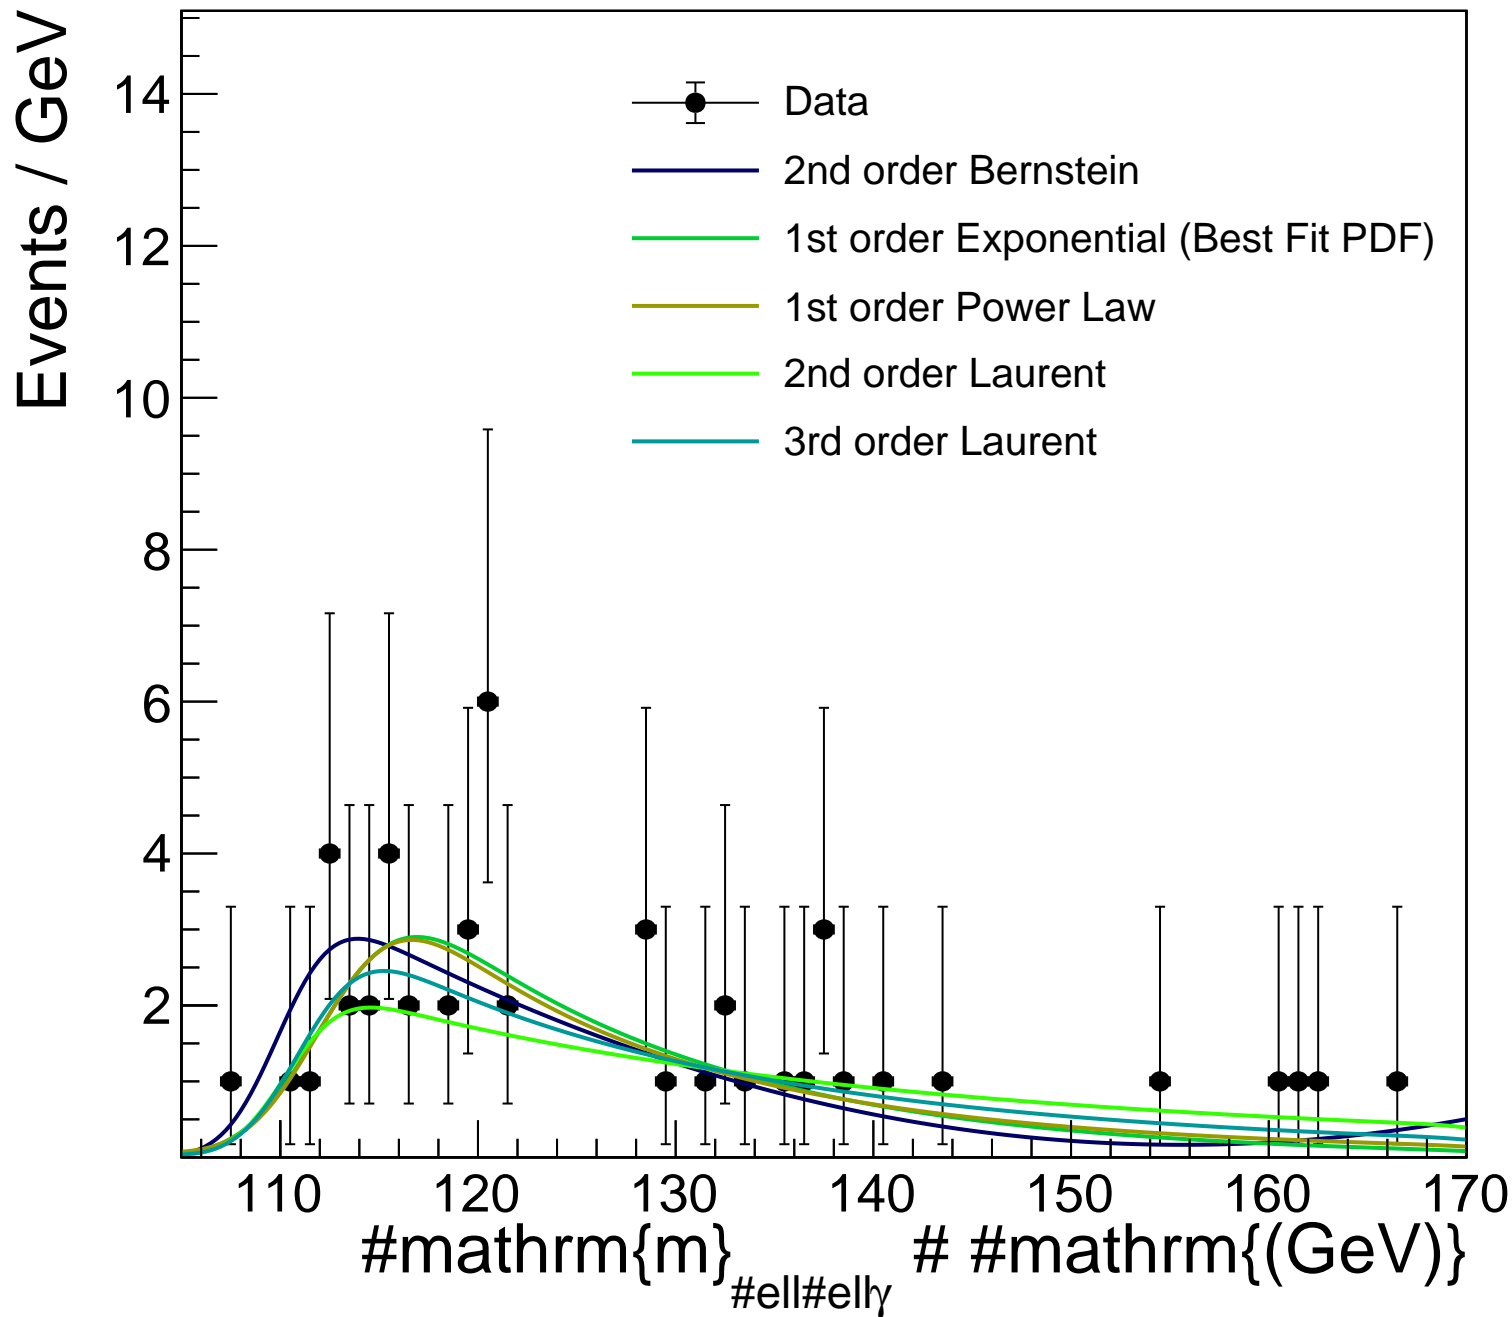 Events / GeV
14
12
10
8
6
4
2
Data
2nd order Bernstein
1st order Exponential (Best Fit PDF)
1st order Power Law
2nd order Laurent
3rd order Laurent
110 120 130 140 150 160 170
#mathrm{m}#ell#ellγ # #mathrm{(GeV)}